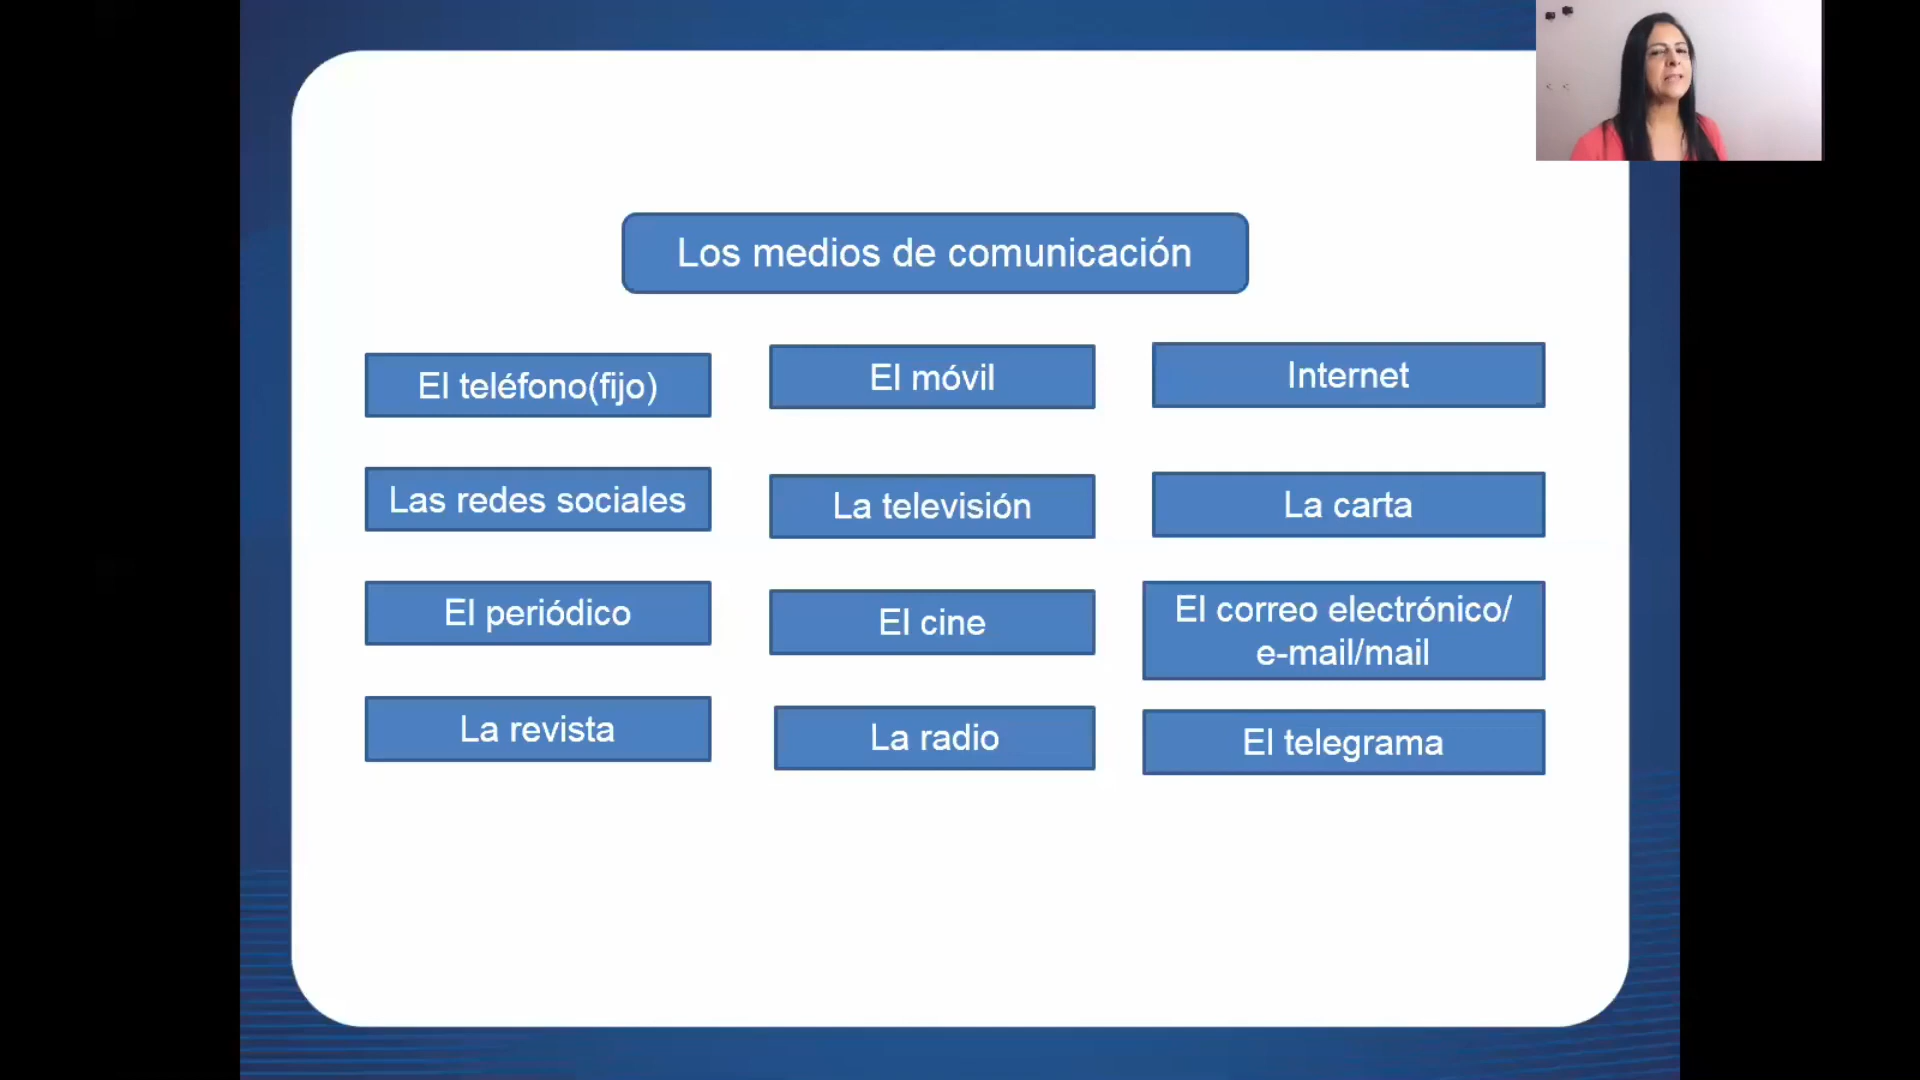 Los medios de comunicación
El teléfono(fijo)
El móvil
Internet
Las redes sociales
La televisión
La carta
El periódico
El cine
El correo electrónico/
e-mail/mail
La revista
La radio
El telegrama